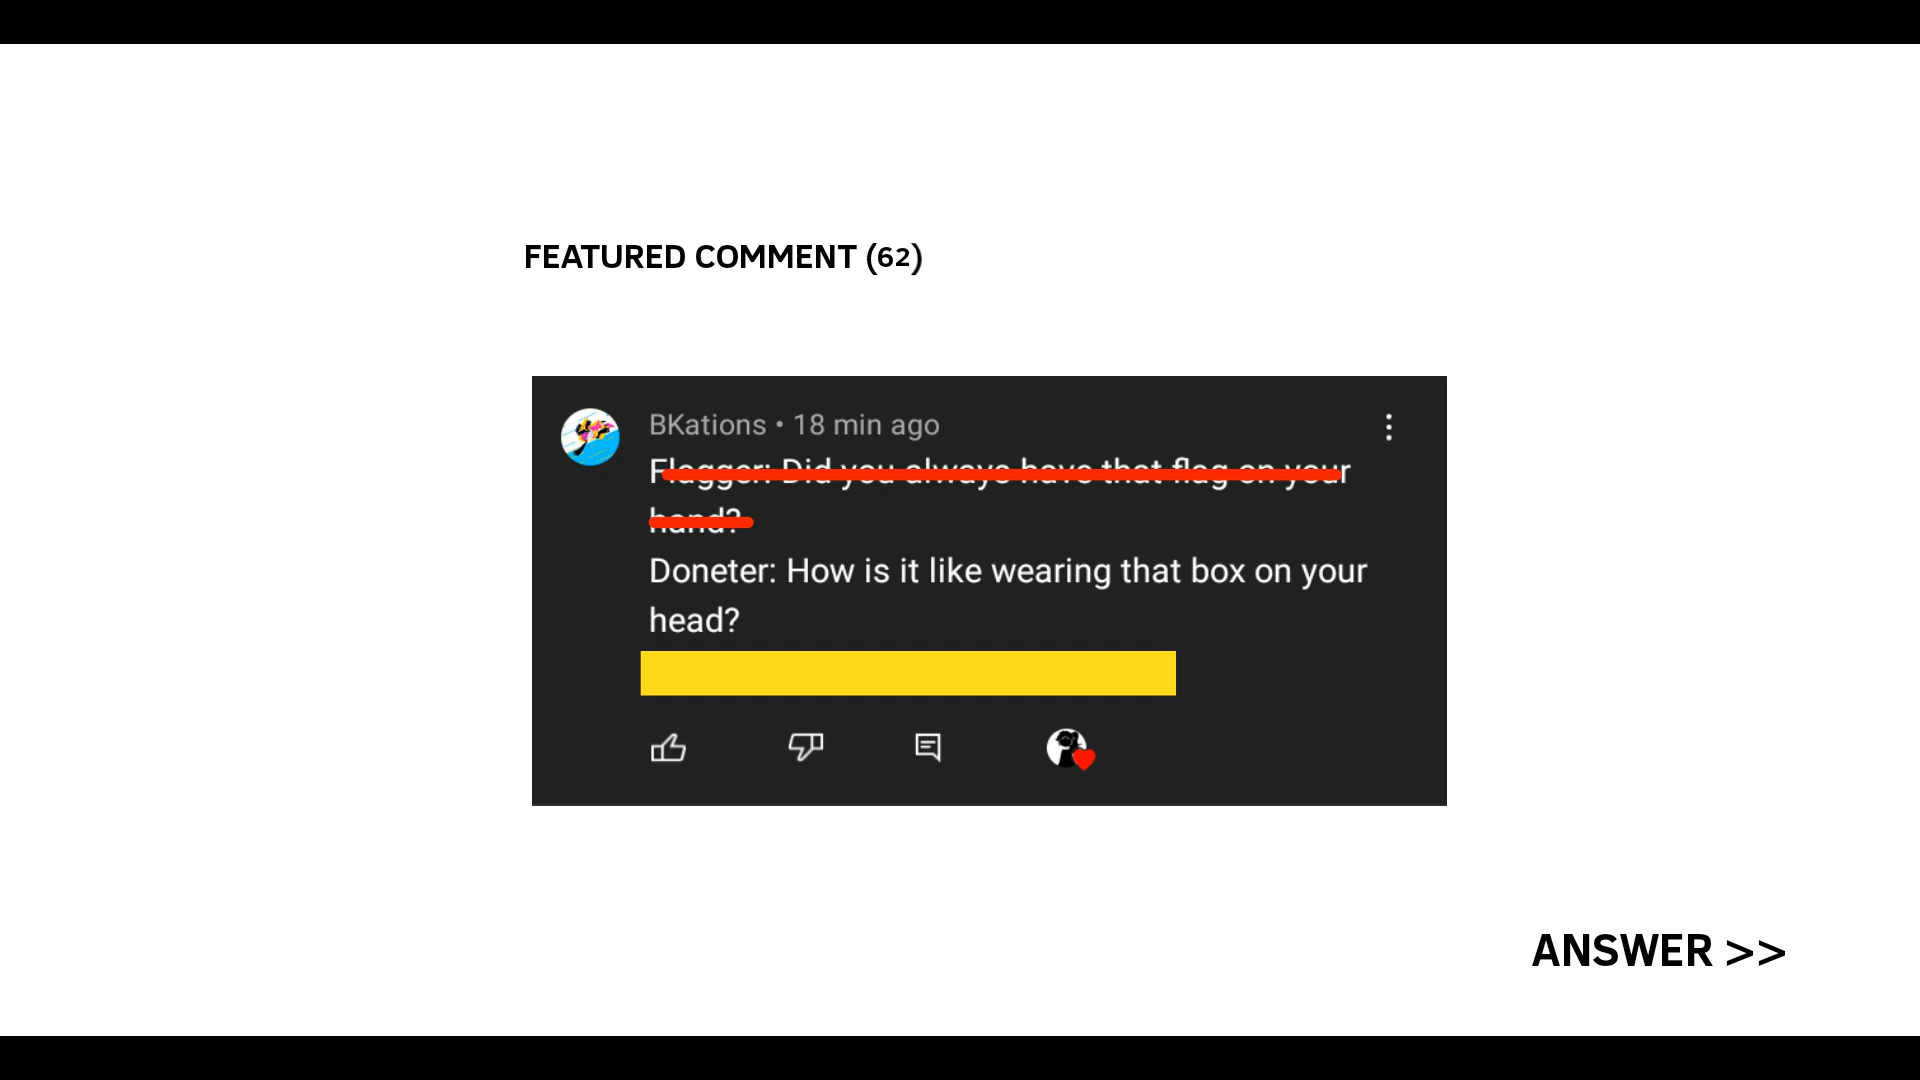 FEATURED COMMENT (62)
BKations • 18 min ago
Flagger: Did you always have that flag on your
hand?
Doneter: How is it like wearing that box on your
head?
ANSWER >>